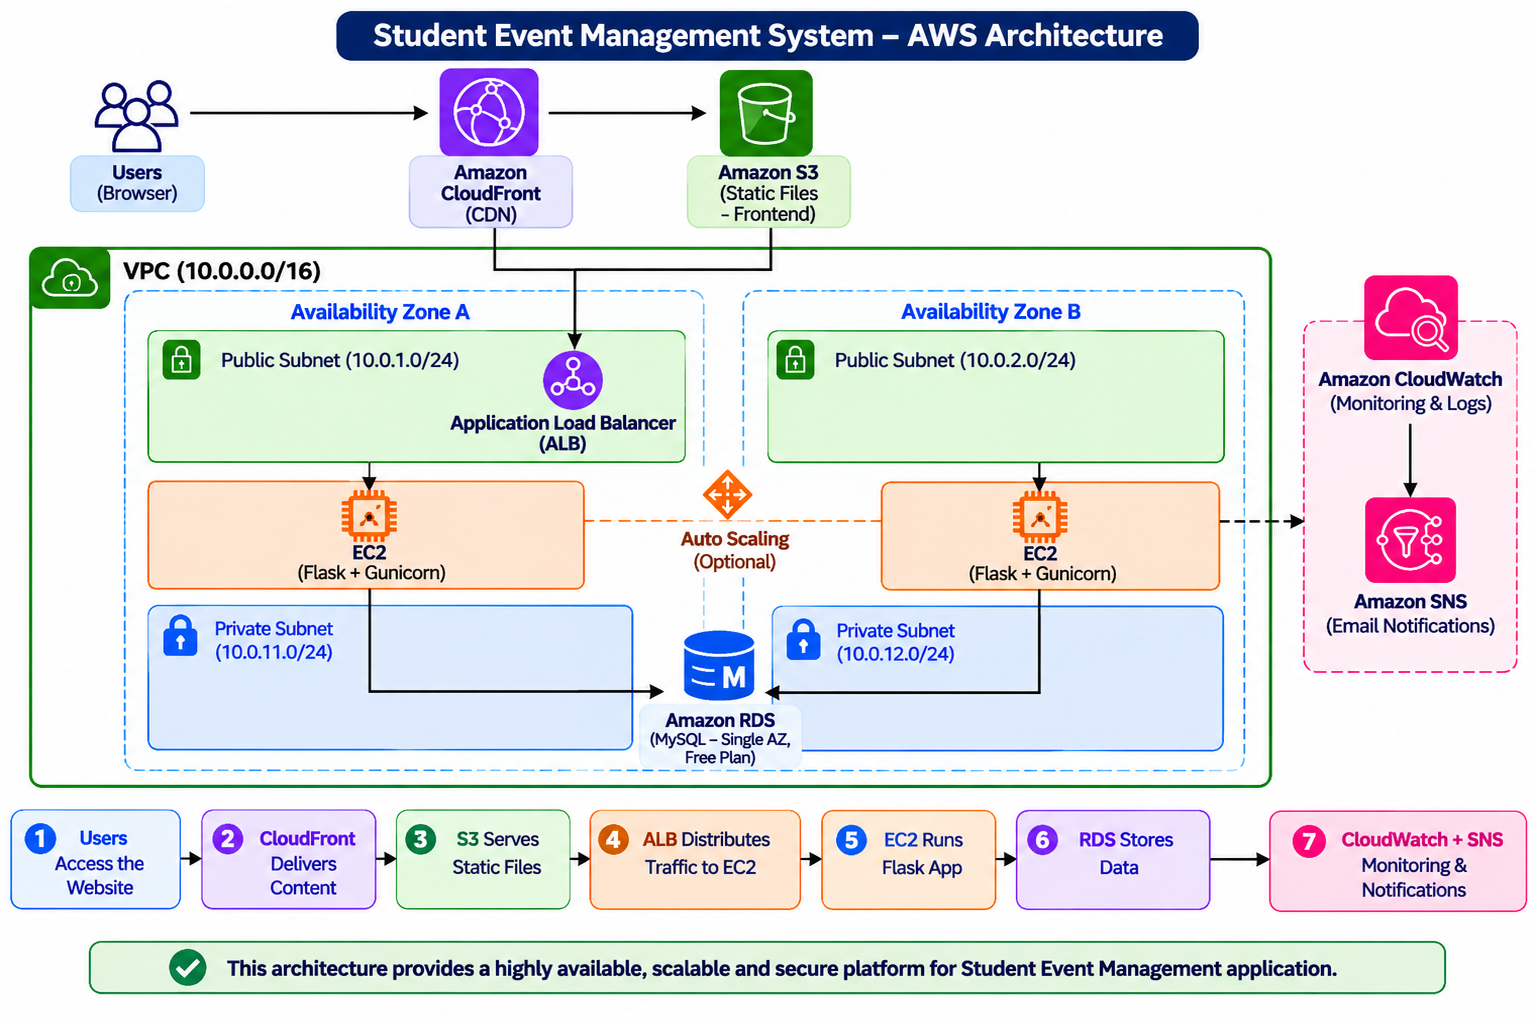 Student Event Management System – AWS Architecture
Users
(Browser)
Amazon
CloudFront
(CDN)
Amazon S3
(Static Files
– Frontend)
VPC (10.0.0.0/16)
Availability Zone A
Availability Zone B
Public Subnet (10.0.1.0/24)
Application Load Balancer
(ALB)
Public Subnet (10.0.2.0/24)
EC2
(Flask + Gunicorn)
Auto Scaling
(Optional)
EC2
(Flask + Gunicorn)
Private Subnet
(10.0.11.0/24)
Private Subnet
(10.0.12.0/24)
M
Amazon RDS
(MySQL – Single AZ,
Free Plan)
Amazon CloudWatch
(Monitoring & Logs)
Amazon SNS
(Email Notifications)
1 Users
Access the
Website
2 CloudFront
Delivers
Content
3 S3 Serves
Static Files
4 ALB Distributes
Traffic to EC2
5 EC2 Runs
Flask App
6 RDS Stores
Data
7 CloudWatch + SNS
Monitoring &
Notifications
This architecture provides a highly available, scalable and secure platform for Student Event Management application.